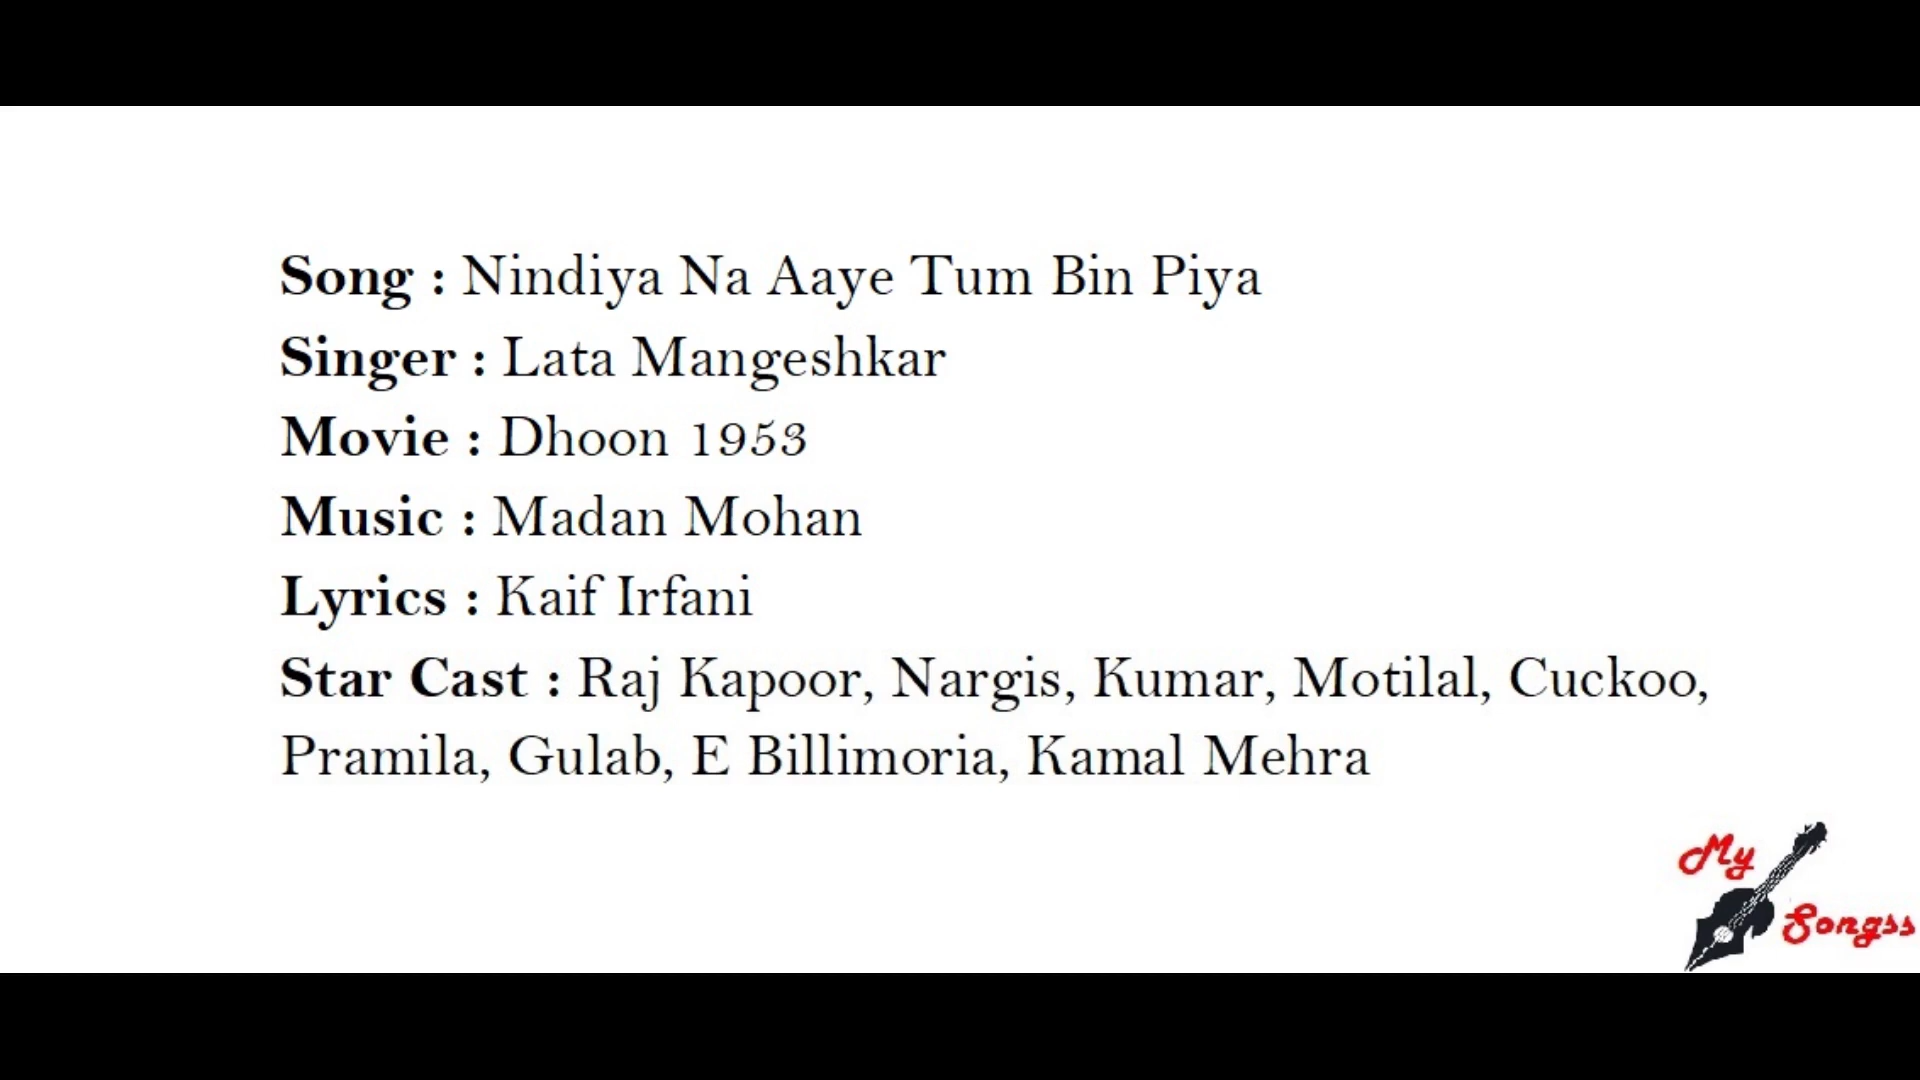 Song : Nindiya Na Aaye Tum Bin Piya
Singer : Lata Mangeshkar
Movie : Dhoon 1953
Music : Madan Mohan
Lyrics : Kaif Irfani
Star Cast : Raj Kapoor, Nargis, Kumar, Motilal, Cuckoo,
Pramila, Gulab, E Billimoria, Kamal Mehra
My
Songss